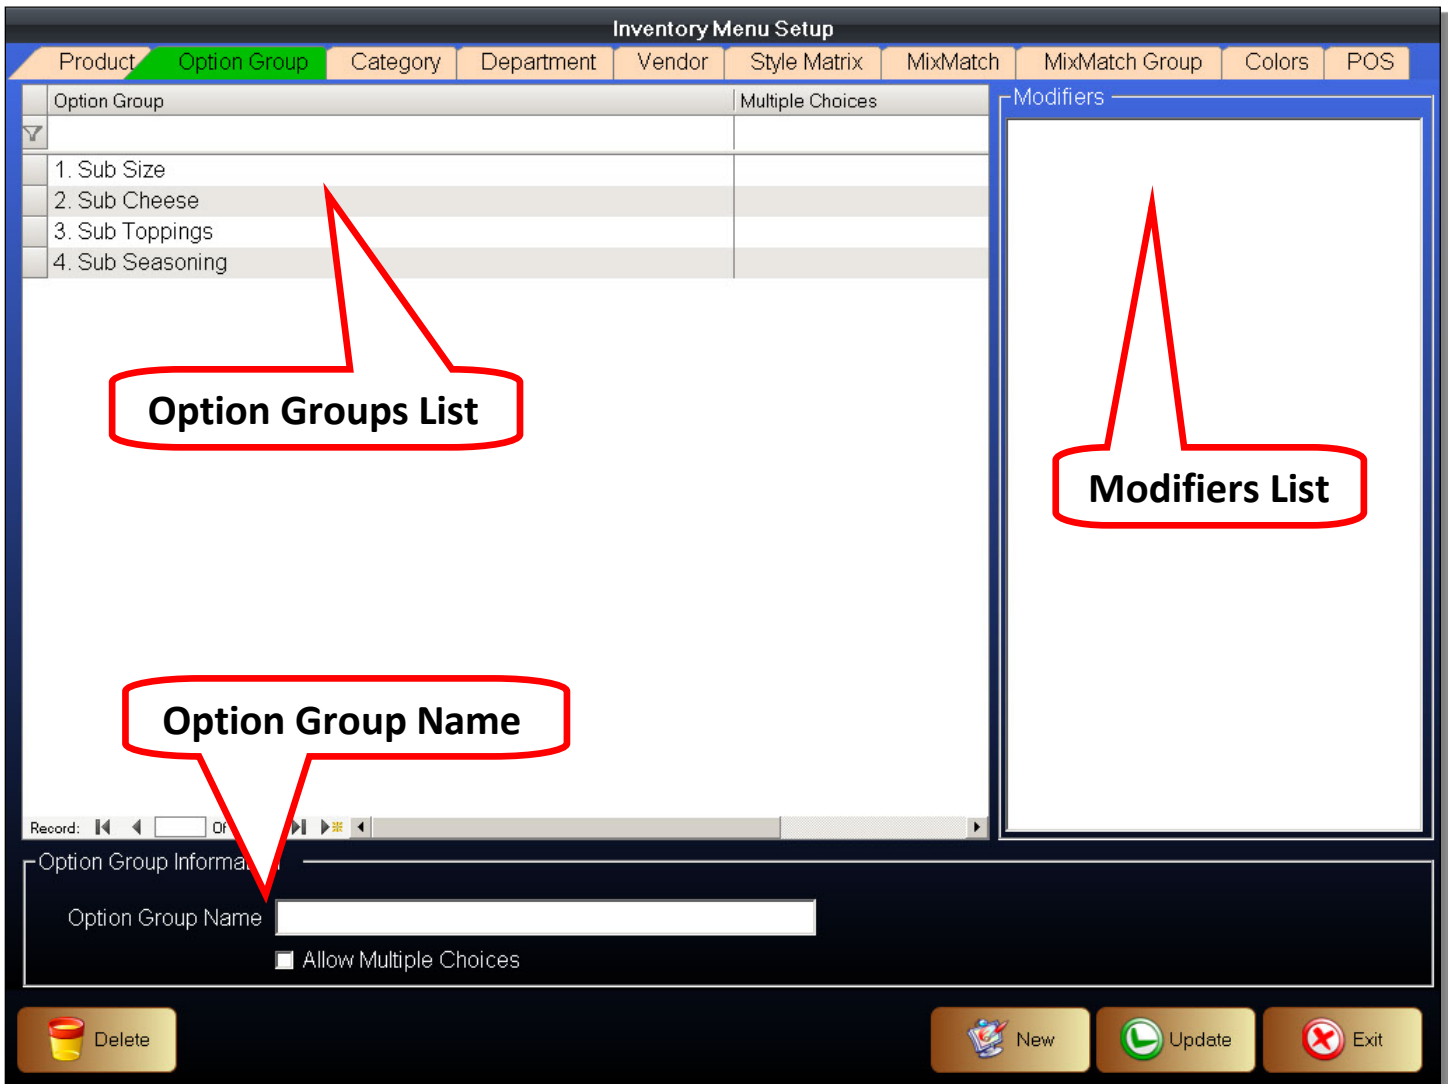 Inventory Menu Setup
Product Option Group Category Department Vendor Style Matrix MixMatch MixMatch Group Colors POS
Option Group Multiple Choices Modifiers
1. Sub Size
2. Sub Cheese
3. Sub Toppings
4. Sub Seasoning
Option Groups List
Modifiers List
Option Group Name
Record: Of
Option Group
Option Group Name
Allow Multiple Choices
Delete New Update Exit